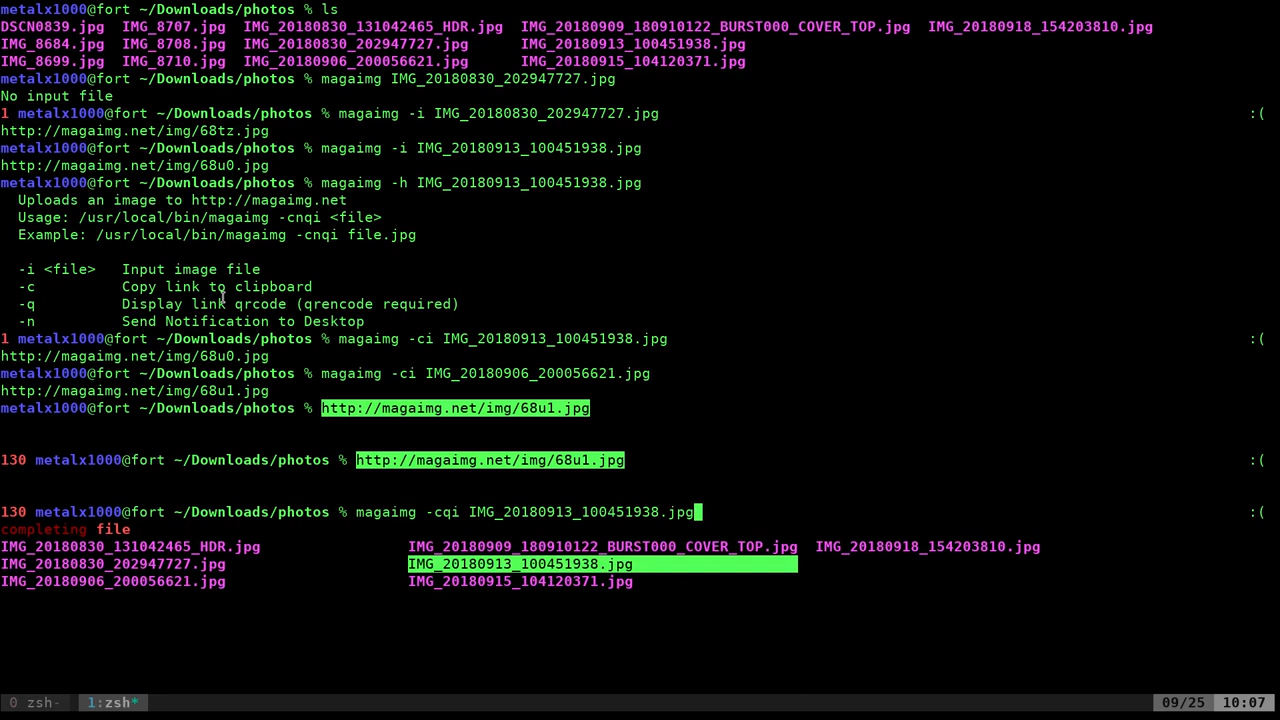 metalx1000@fort ~/Downloads/photos % ls
DSCN0839.jpg  IMG_8707.jpg  IMG_20180830_131042465_HDR.jpg  IMG_20180909_180910122_BURST000_COVER_TOP.jpg  IMG_20180918_154203810.jpg
IMG_8684.jpg  IMG_8708.jpg  IMG_20180830_202947727.jpg      IMG_20180913_100451938.jpg
IMG_8699.jpg  IMG_8710.jpg  IMG_20180906_200056621.jpg      IMG_20180915_104120371.jpg
metalx1000@fort ~/Downloads/photos % magaimg IMG_20180830_202947727.jpg
No input file
1 metalx1000@fort ~/Downloads/photos % magaimg -i IMG_20180830_202947727.jpg :(
http://magaimg.net/img/68tz.jpg
metalx1000@fort ~/Downloads/photos % magaimg -i IMG_20180913_100451938.jpg
http://magaimg.net/img/68u0.jpg
metalx1000@fort ~/Downloads/photos % magaimg -h IMG_20180913_100451938.jpg
  Uploads an image to http://magaimg.net
  Usage: /usr/local/bin/magaimg -cnqi <file>
  Example: /usr/local/bin/magaimg -cnqi file.jpg
  -i <file>   Input image file
  -c          Copy link to clipboard
  -q          Display link qrcode (qrencode required)
  -n          Send Notification to Desktop
1 metalx1000@fort ~/Downloads/photos % magaimg -ci IMG_20180913_100451938.jpg :(
http://magaimg.net/img/68u0.jpg
metalx1000@fort ~/Downloads/photos % magaimg -ci IMG_20180906_200056621.jpg
http://magaimg.net/img/68u1.jpg
metalx1000@fort ~/Downloads/photos % http://magaimg.net/img/68u1.jpg
130 metalx1000@fort ~/Downloads/photos % http://magaimg.net/img/68u1.jpg :(
130 metalx1000@fort ~/Downloads/photos % magaimg -cqi IMG_20180913_100451938.jpg :(
completing file
IMG_20180830_131042465_HDR.jpg  IMG_20180909_180910122_BURST000_COVER_TOP.jpg  IMG_20180918_154203810.jpg
IMG_20180830_202947727.jpg      IMG_20180913_100451938.jpg
IMG_20180906_200056621.jpg      IMG_20180915_104120371.jpg
0 zsh-  1:zsh*  09/25  10:07